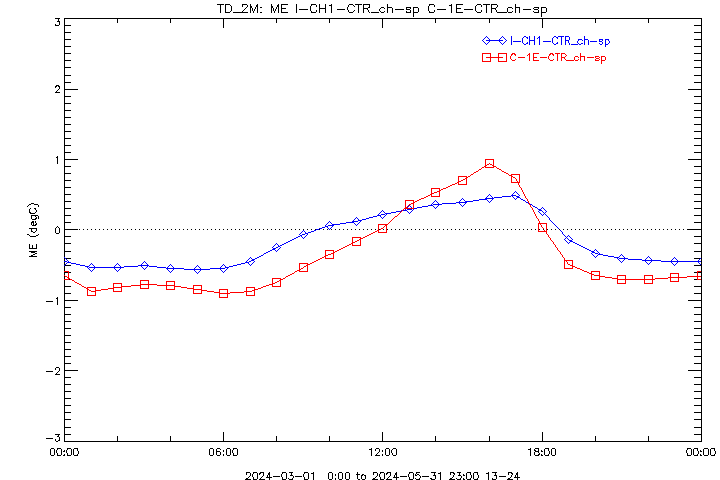 TD_2M: ME I-CH1-CTR_ch-sp C-1E-CTR_ch-sp
I-CH1-CTR_ch-sp
C-1E-CTR_ch-sp
3
2
1
0
-1
-2
-3
ME (degC)
00:00 06:00 12:00 18:00 00:00
2024-03-01 0:00 to 2024-05-31 23:00 13-24